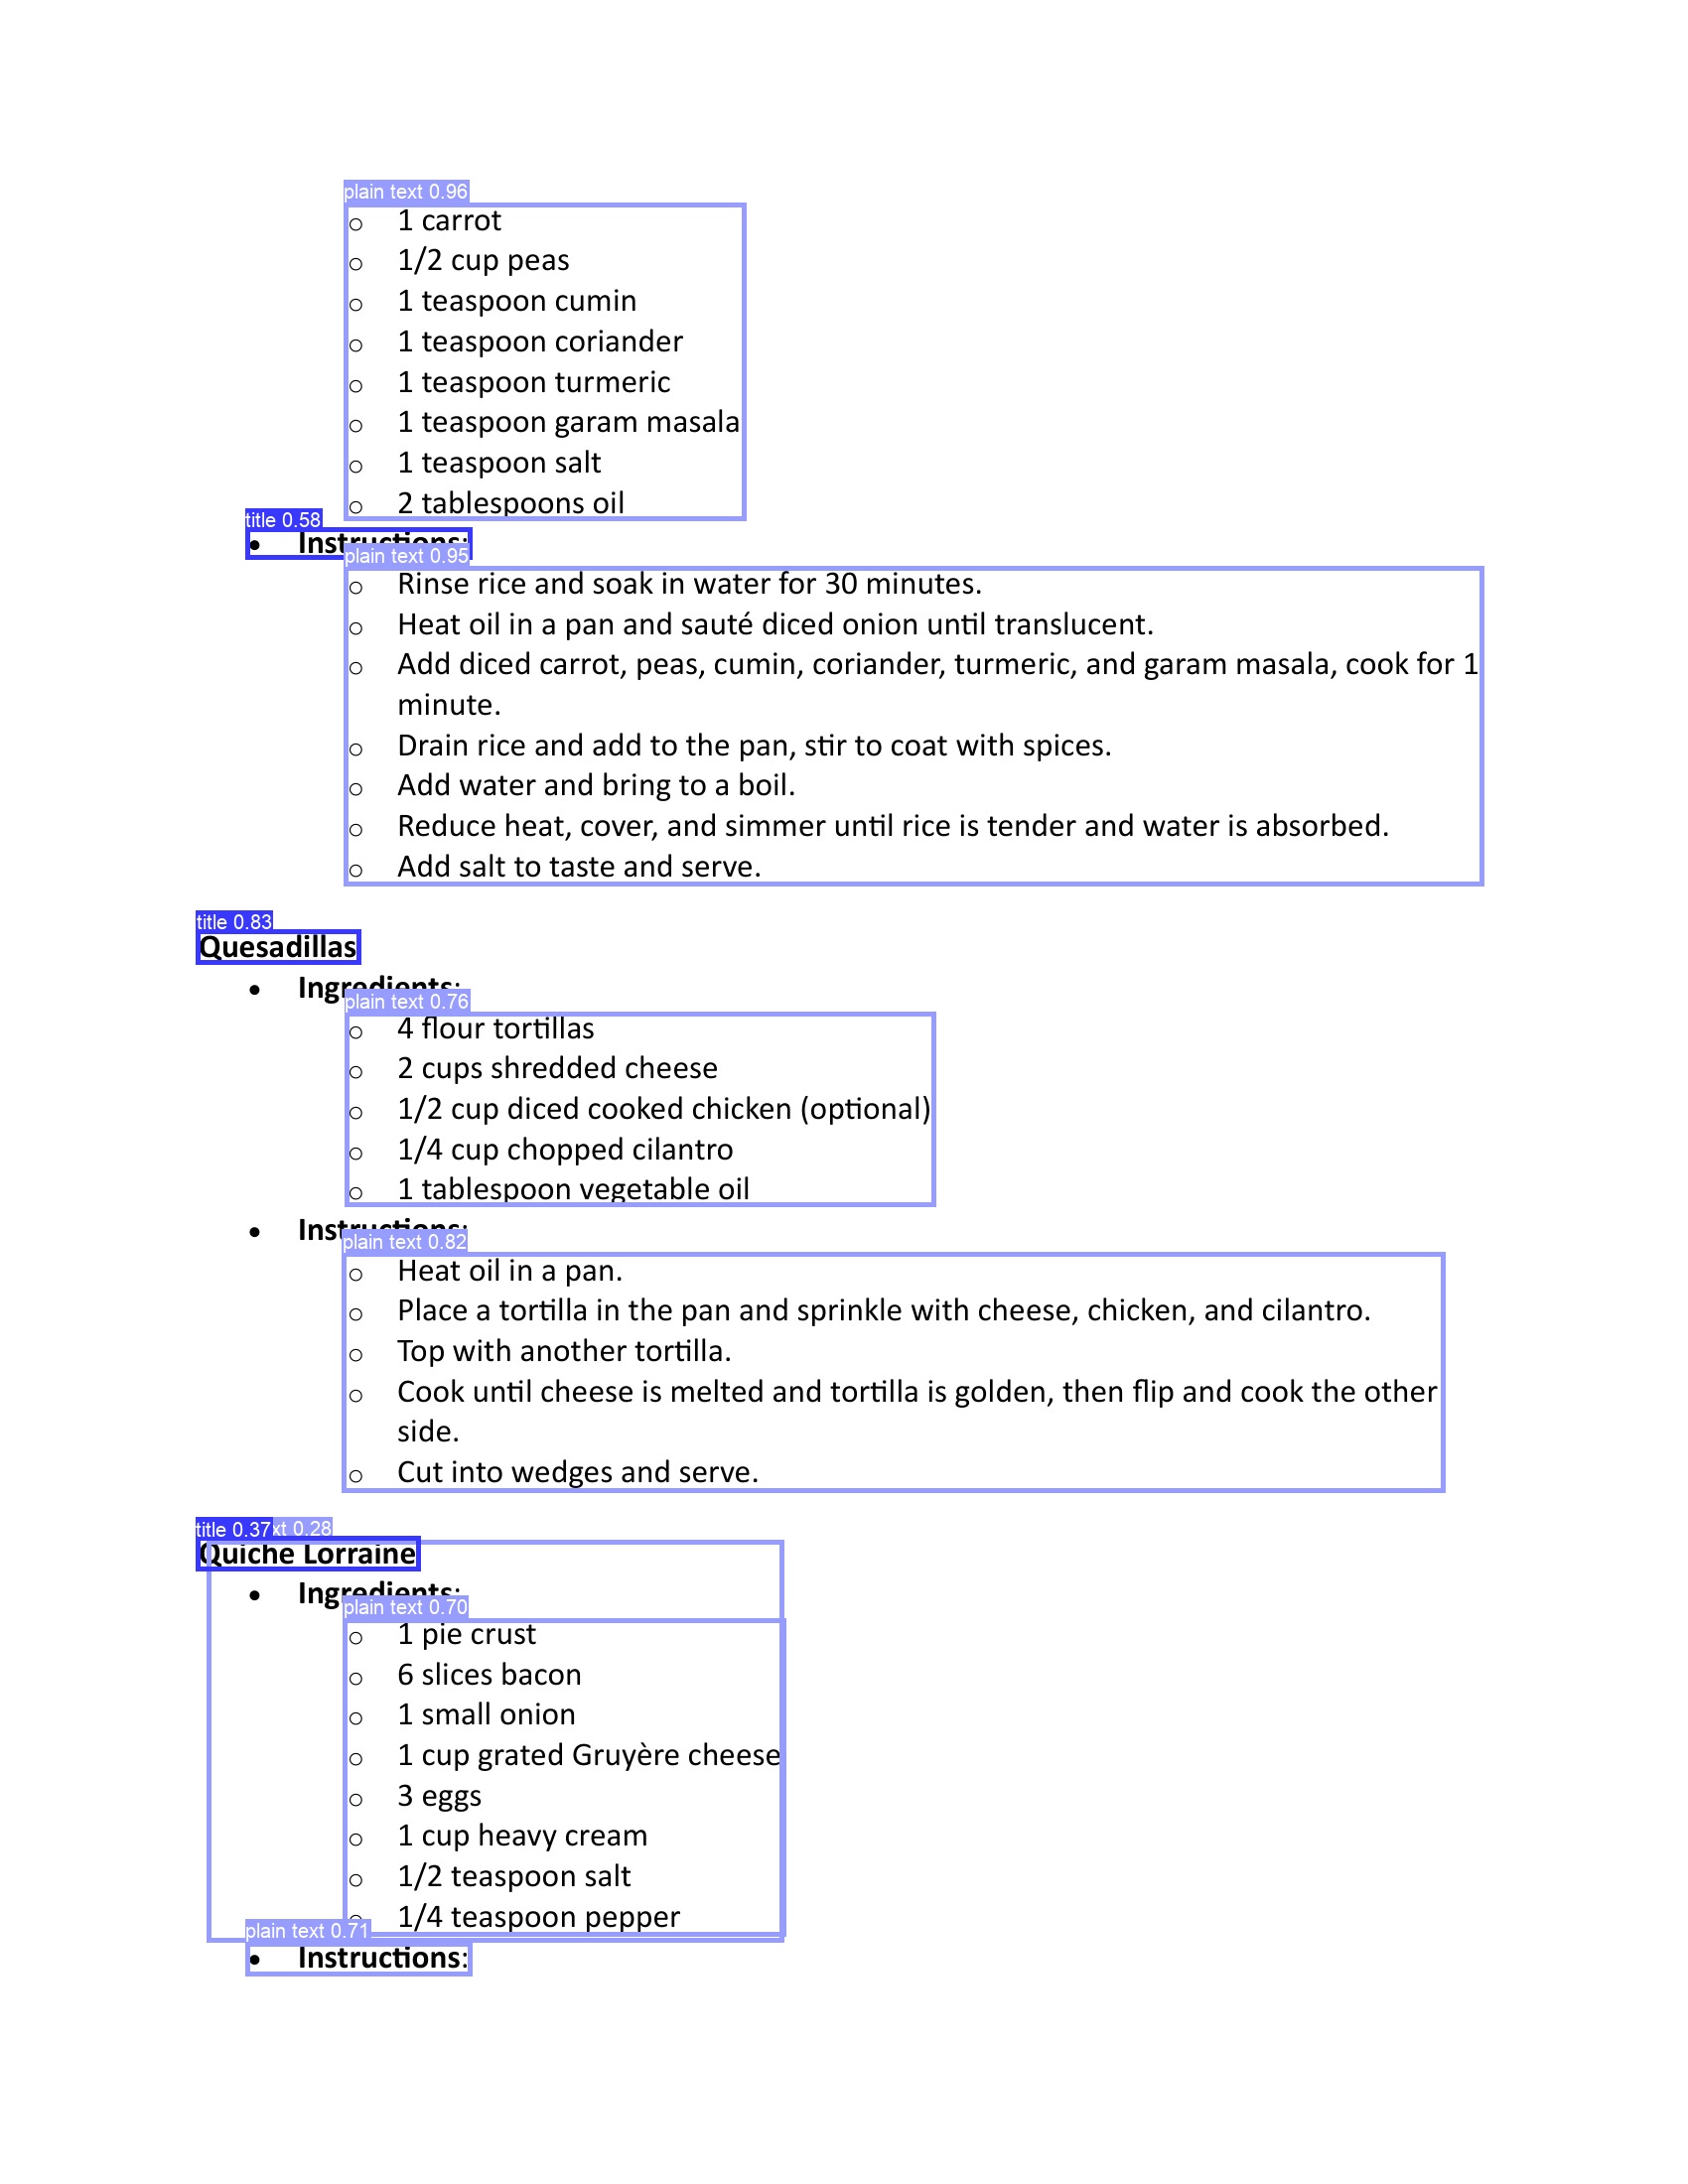 plain text 0.96
○ 1 carrot
○ 1/2 cup peas
○ 1 teaspoon cumin
○ 1 teaspoon coriander
○ 1 teaspoon turmeric
○ 1 teaspoon garam masala
○ 1 teaspoon salt
○ 2 tablespoons oil
title 0.58
• Instructions:
plain text 0.95
○ Rinse rice and soak in water for 30 minutes.
○ Heat oil in a pan and sauté diced onion until translucent.
○ Add diced carrot, peas, cumin, coriander, turmeric, and garam masala, cook for 1
minute.
○ Drain rice and add to the pan, stir to coat with spices.
○ Add water and bring to a boil.
○ Reduce heat, cover, and simmer until rice is tender and water is absorbed.
○ Add salt to taste and serve.
title 0.83
Quesadillas
• Ingredients:
plain text 0.76
○ 4 flour tortillas
○ 2 cups shredded cheese
○ 1/2 cup diced cooked chicken (optional)
○ 1/4 cup chopped cilantro
○ 1 tablespoon vegetable oil
• Instructions:
plain text 0.82
○ Heat oil in a pan.
○ Place a tortilla in the pan and sprinkle with cheese, chicken, and cilantro.
○ Top with another tortilla.
○ Cook until cheese is melted and tortilla is golden, then flip and cook the other
side.
○ Cut into wedges and serve.
title 0.37xt 0.28
Quiche Lorraine
• Ingredients:
plain text 0.70
○ 1 pie crust
○ 6 slices bacon
○ 1 small onion
○ 1 cup grated Gruyère cheese
○ 3 eggs
○ 1 cup heavy cream
○ 1/2 teaspoon salt
○ 1/4 teaspoon pepper
plain text 0.71
• Instructions: